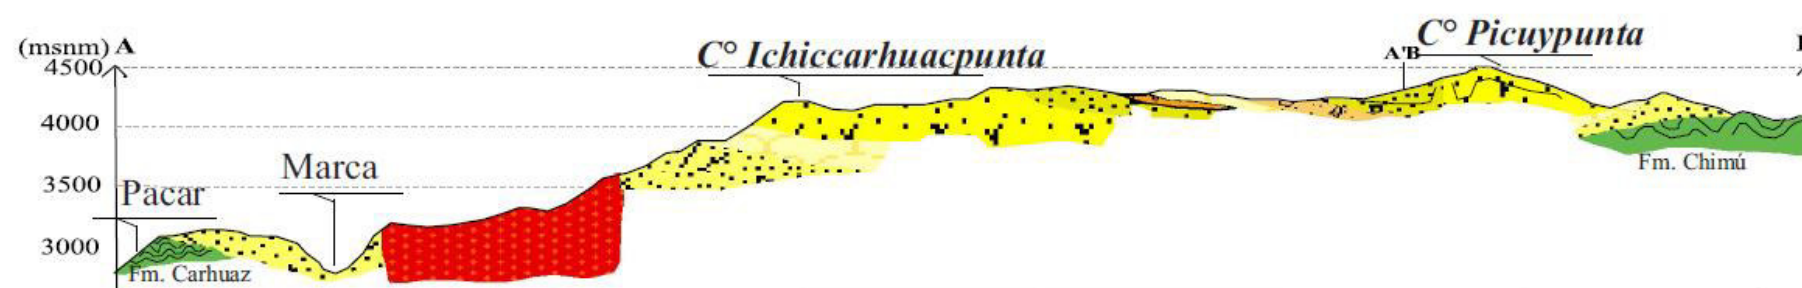 C° Picuypunta
(msnm) A
C° Ichiccarhuacpunta
A'B
4500
4000
Marca
Fm. Chimú
3500
Pacar
3000
Fm. Carhuaz